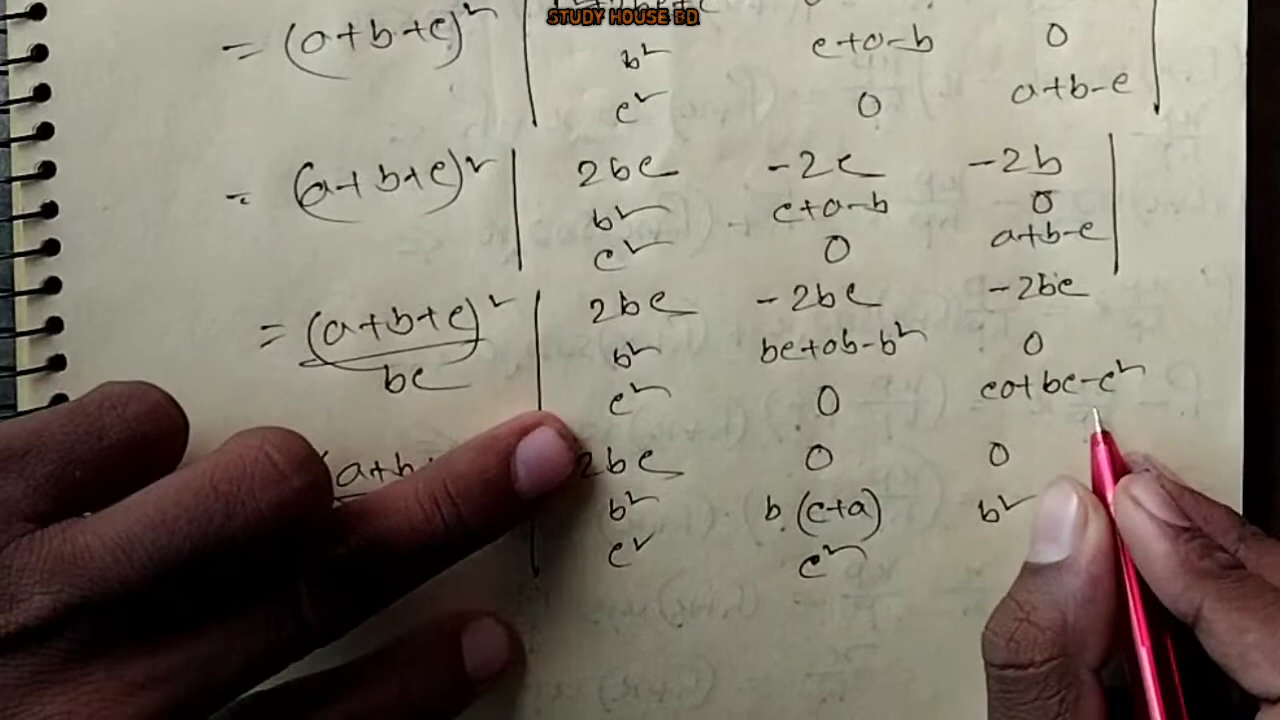 STUDY HOUSE BD
= (a+b+c)²
b² c+a-b 0
c² 0 a+b-c
= (a+b+c)² | 2bc -2c -2b |
b² c+a-b 0
c² 0 a+b-c
= (a+b+c)²/bc | 2bc -2bc -2bc
b² bc+ab-b² 0
c² 0 ca+bc-c²
(a+b 2bc 0 0
b² b.(c+a) b²
c² c²